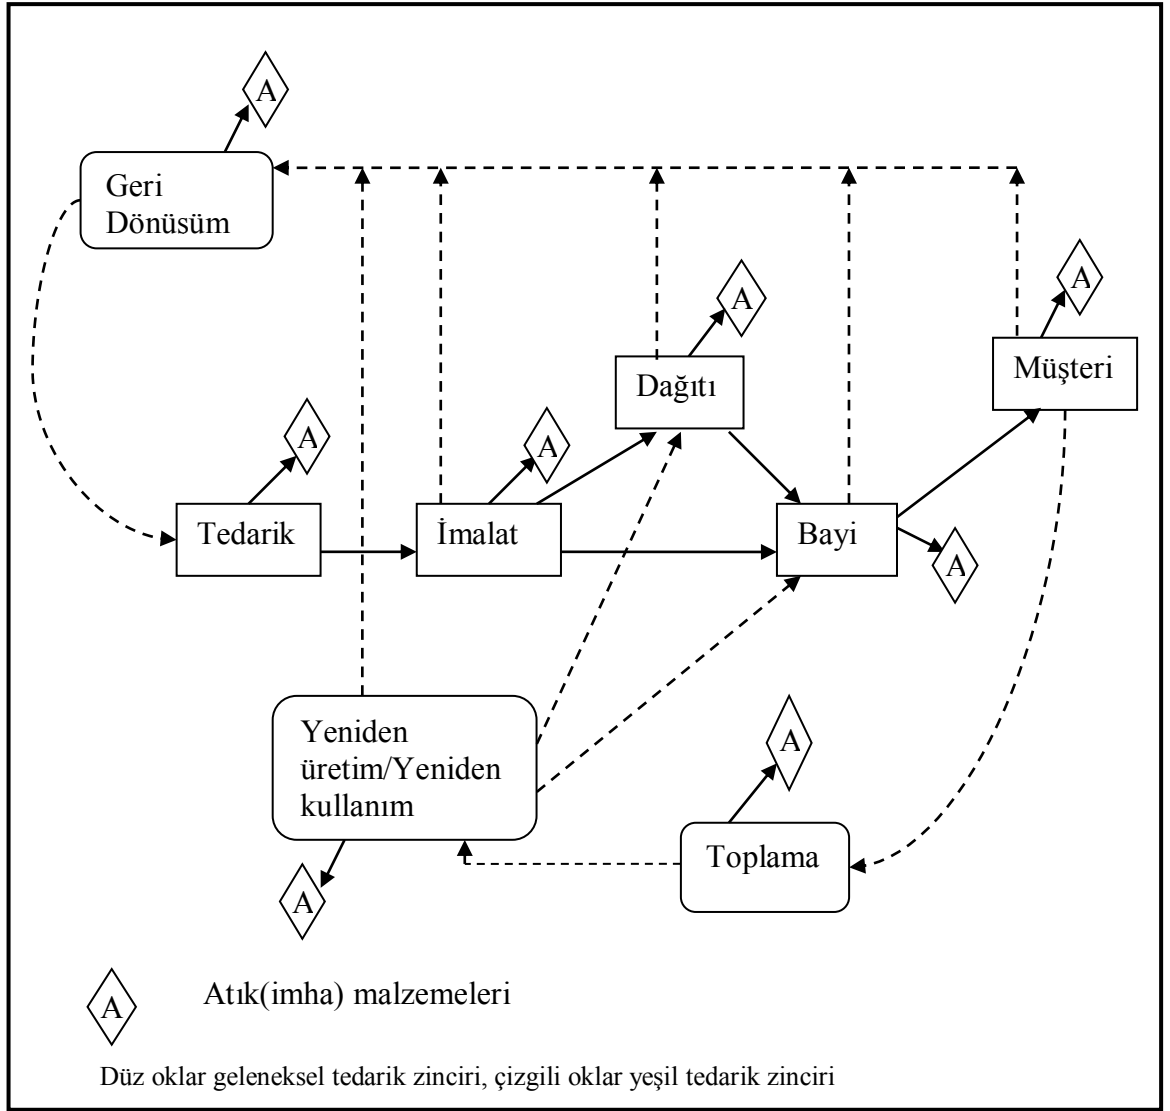 A
Geri
Dönüsüm
A
A
Müşteri
Dağıtı
A
A
Tedarik
İmalat
Bayi
A
Yeniden
üretim/Yeniden
kullanım
A
Toplama
A
A
Atık(imha) malzemeleri
Düz oklar geleneksel tedarik zinciri, çizgili oklar yeşil tedarik zinciri